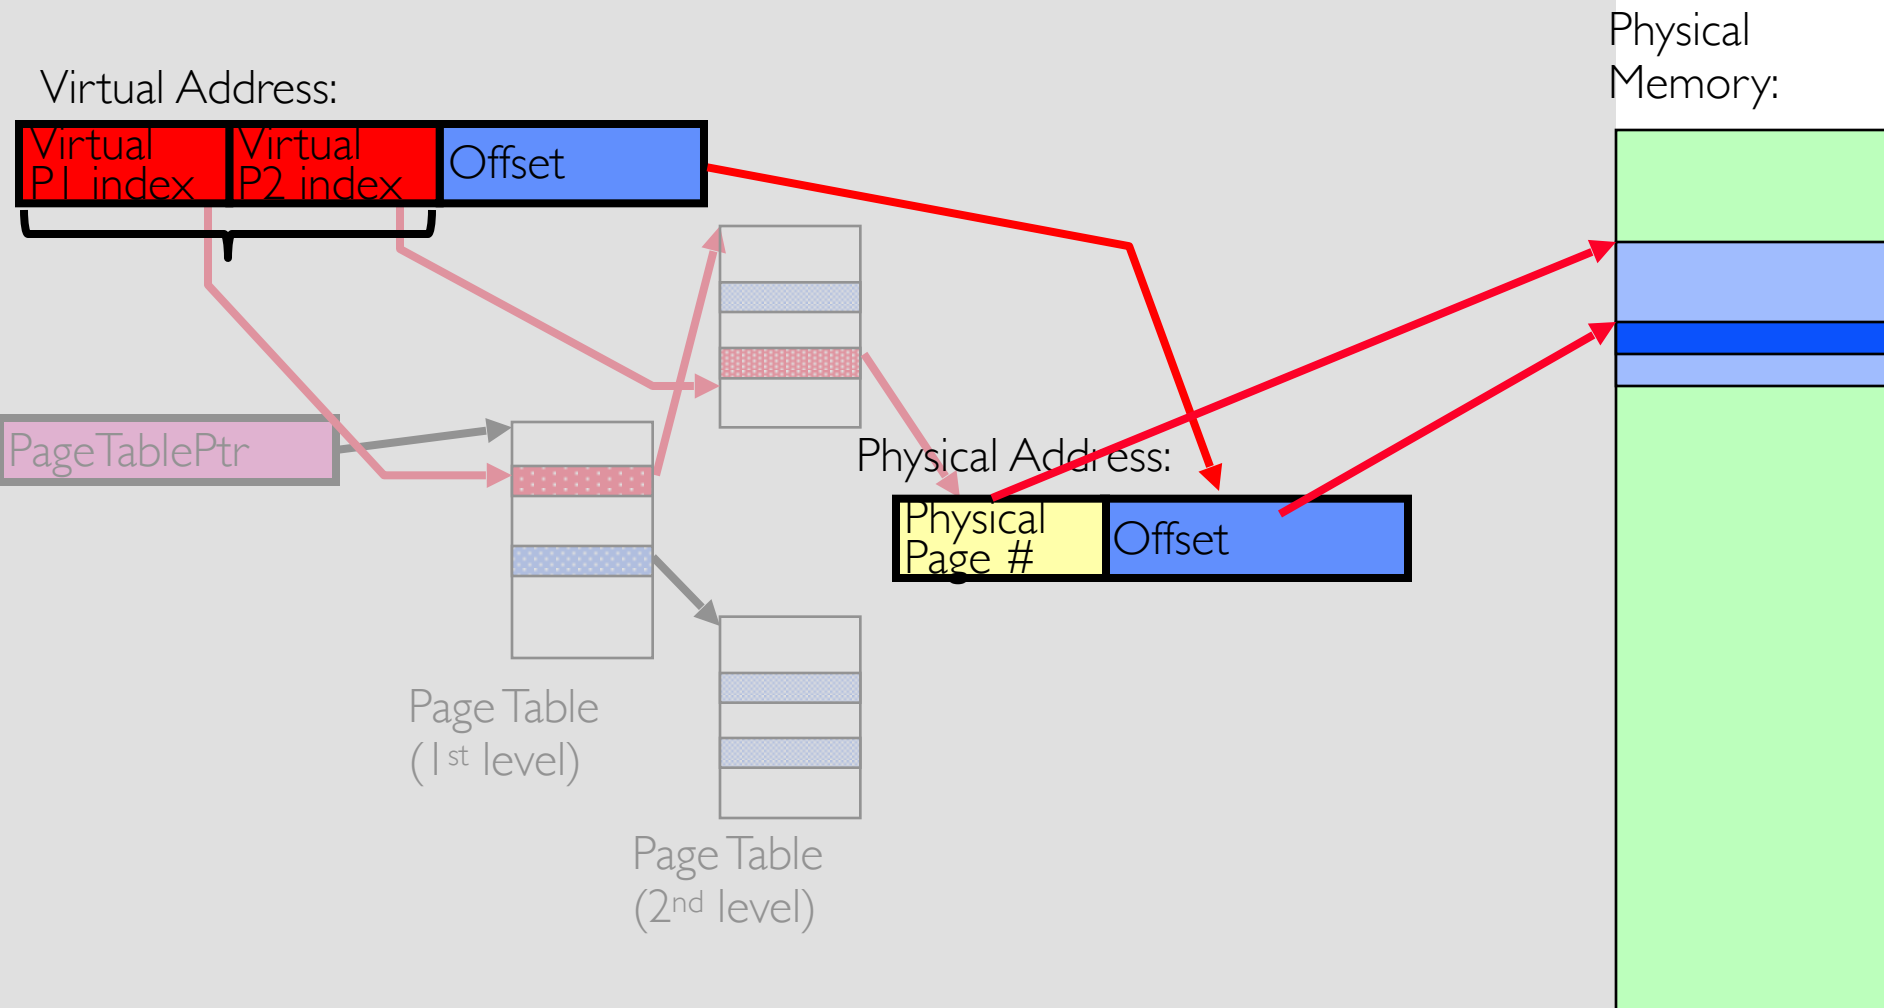 Physical
Memory:
Virtual Address:
Virtual
P1 index
Virtual
P2 index
Offset
PageTablePtr
Physical Address:
Physical
Page #
Offset
Page Table
(1st level)
Page Table
(2nd level)